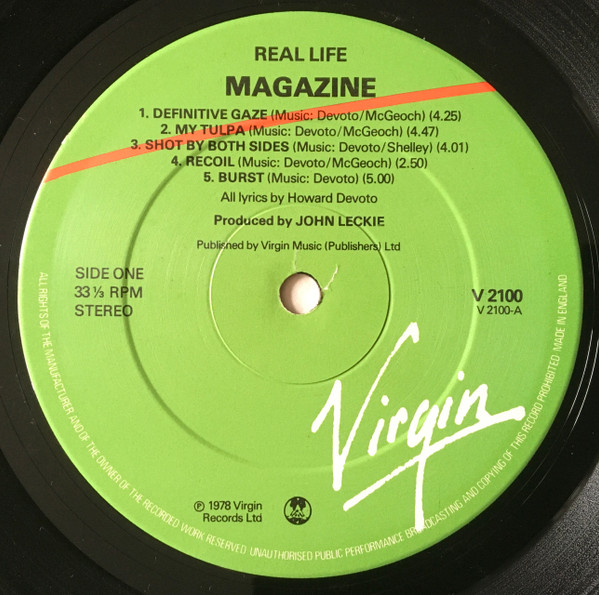 REAL LIFE
MAGAZINE
1. DEFINITIVE GAZE (Music: Devoto/McGeoch) (4.25)
2. MY TULPA (Music: Devoto/McGeoch) (4.47)
3. SHOT BY BOTH SIDES (Music: Devoto/Shelley) (4.01)
4. RECOIL (Music: Devoto/McGeoch) (2.50)
5. BURST (Music: Devoto) (5.00)
All lyrics by Howard Devoto
Produced by JOHN LECKIE
Published by Virgin Music (Publishers) Ltd
SIDE ONE
33 ⅓ RPM
STEREO
V 2100
V 2100-A
Virgin
℗ 1978 Virgin
Records Ltd
ALL RIGHTS OF THE MANUFACTURER AND OF THE OWNER OF THE RECORDED WORK RESERVED UNAUTHORISED PUBLIC PERFORMANCE BROADCASTING AND COPYING OF THIS RECORD PROHIBITED MADE IN ENGLAND